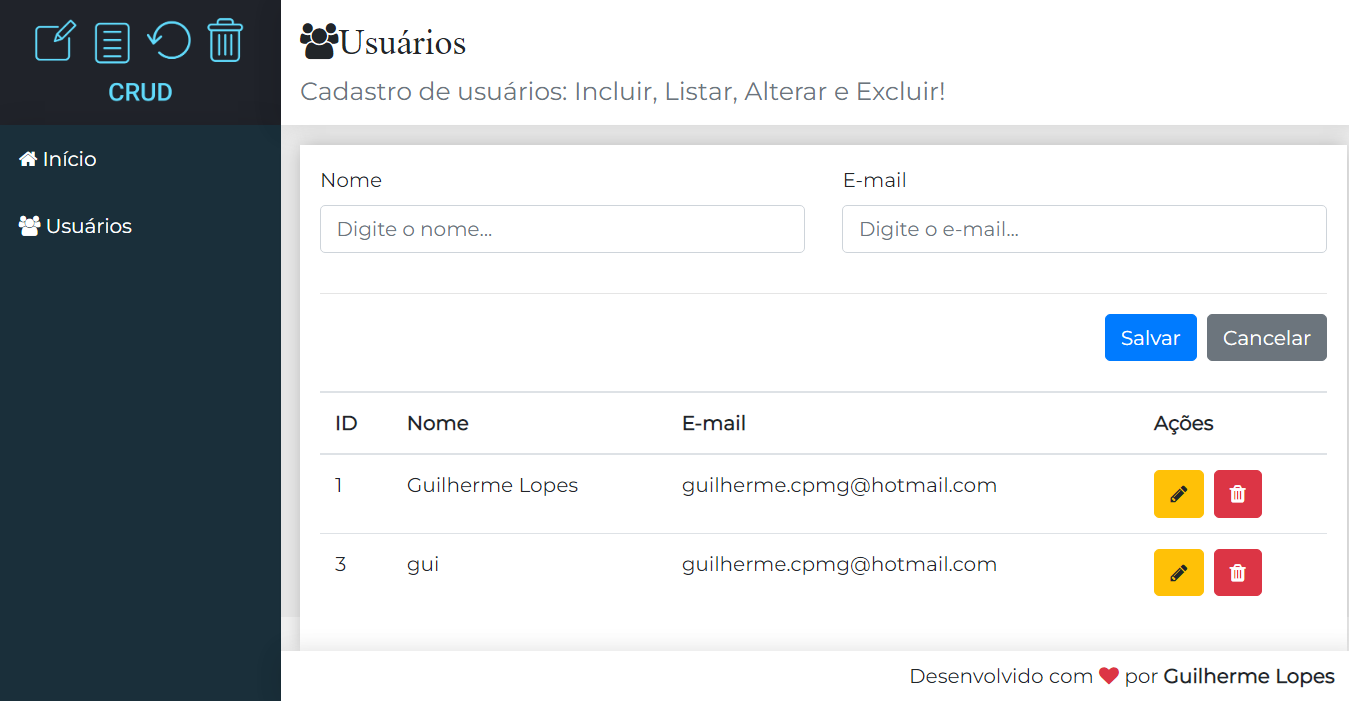 CRUD
Início
Usuários
Usuários
Cadastro de usuários: Incluir, Listar, Alterar e Excluir!
Nome E-mail
Digite o nome... Digite o e-mail...
Salvar Cancelar
ID Nome E-mail Ações
1 Guilherme Lopes guilherme.cpmg@hotmail.com
3 gui guilherme.cpmg@hotmail.com
Desenvolvido com por Guilherme Lopes